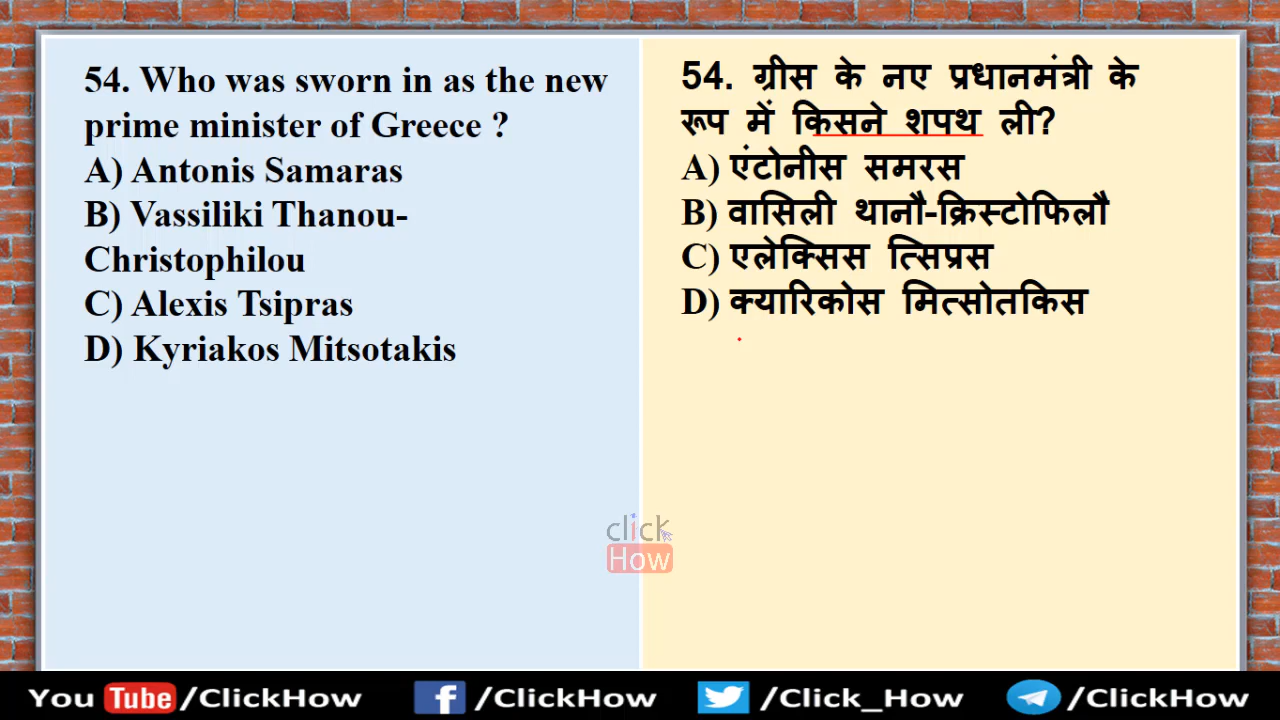 54. Who was sworn in as the new
prime minister of Greece ?
A) Antonis Samaras
B) Vassiliki Thanou-
Christophilou
C) Alexis Tsipras
D) Kyriakos Mitsotakis
54. ग्रीस के नए प्रधानमंत्री के
रूप में किसने शपथ ली?
A) एंटोनीस समरस
B) वासिली थानौ-क्रिस्टोफिलौ
C) एलेक्सिस त्सिप्रस
D) क्यारिकोस मित्सोतकिस
click
How
You Tube/ClickHow
f /ClickHow
/Click_How
/ClickHow